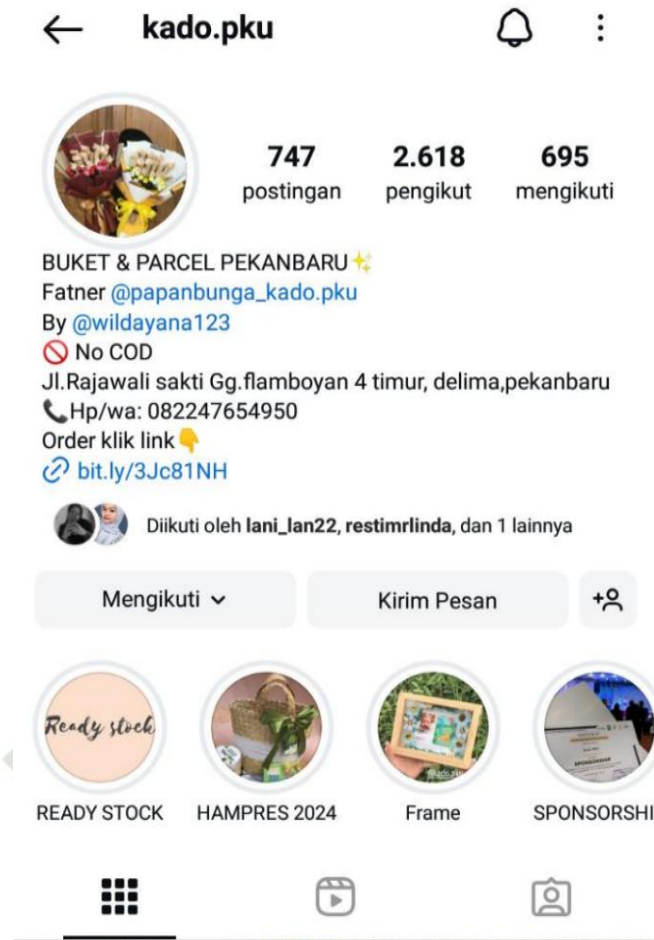 kado.pku
747 2.618 695
postingan pengikut mengikuti
BUKET & PARCEL PEKANBARU✨
Fatner @papanbunga_kado.pku
By @wildayana123
🚫 No COD
Jl.Rajawali sakti Gg.flamboyan 4 timur, delima,pekanbaru
📞Hp/wa: 082247654950
Order klik link👇
bit.ly/3Jc81NH
Diikuti oleh lani_lan22, restimrlinda, dan 1 lainnya
Mengikuti Kirim Pesan
Ready stock
SPONSORSHIP
READY STOCK HAMPRES 2024 Frame SPONSORSHI